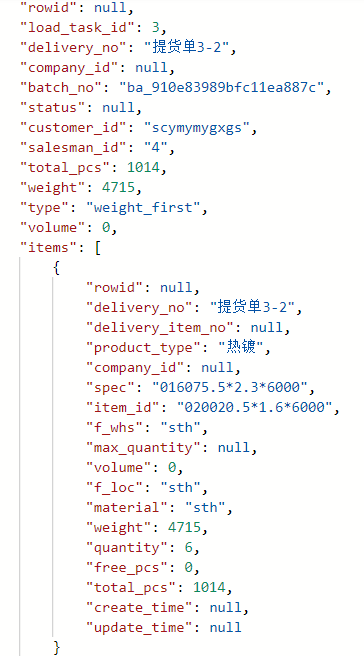 "rowid": null,
"load_task_id": 3,
"delivery_no": "提货单3-2",
"company_id": null,
"batch_no": "ba_910e83989bfc11ea887c",
"status": null,
"customer_id": "scymymygxgs",
"salesman_id": "4",
"total_pcs": 1014,
"weight": 4715,
"type": "weight_first",
"volume": 0,
"items": [
{
"rowid": null,
"delivery_no": "提货单3-2",
"delivery_item_no": null,
"product_type": "热镀",
"company_id": null,
"spec": "016075.5*2.3*6000",
"item_id": "020020.5*1.6*6000",
"f_whs": "sth",
"max_quantity": null,
"volume": 0,
"f_loc": "sth",
"material": "sth",
"weight": 4715,
"quantity": 6,
"free_pcs": 0,
"total_pcs": 1014,
"create_time": null,
"update_time": null
}